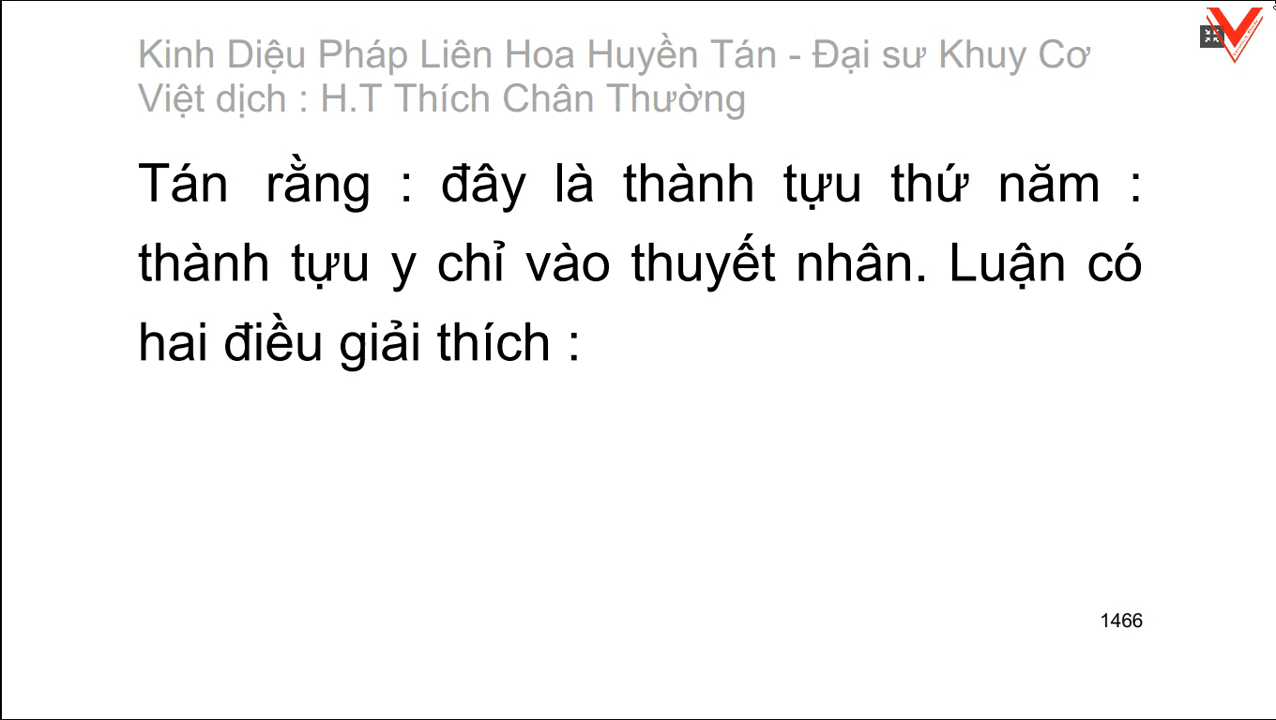 Kinh Diệu Pháp Liên Hoa Huyền Tán - Đại sư Khuy Cơ
Việt dịch : H.T Thích Chân Thường
Tán rằng : đây là thành tựu thứ năm :
thành tựu y chỉ vào thuyết nhân. Luận có
hai điều giải thích :
1466